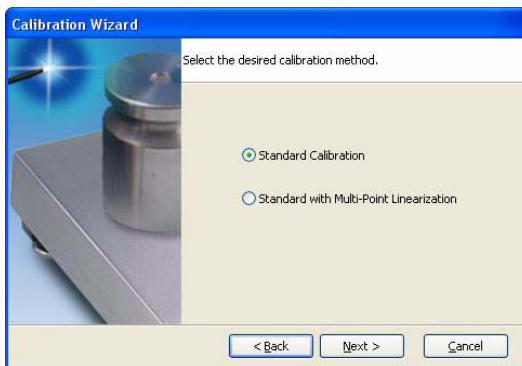 Calibration Wizard
Select the desired calibration method.
Standard Calibration
Standard with Multi-Point Linearization
< Back
Next >
Cancel